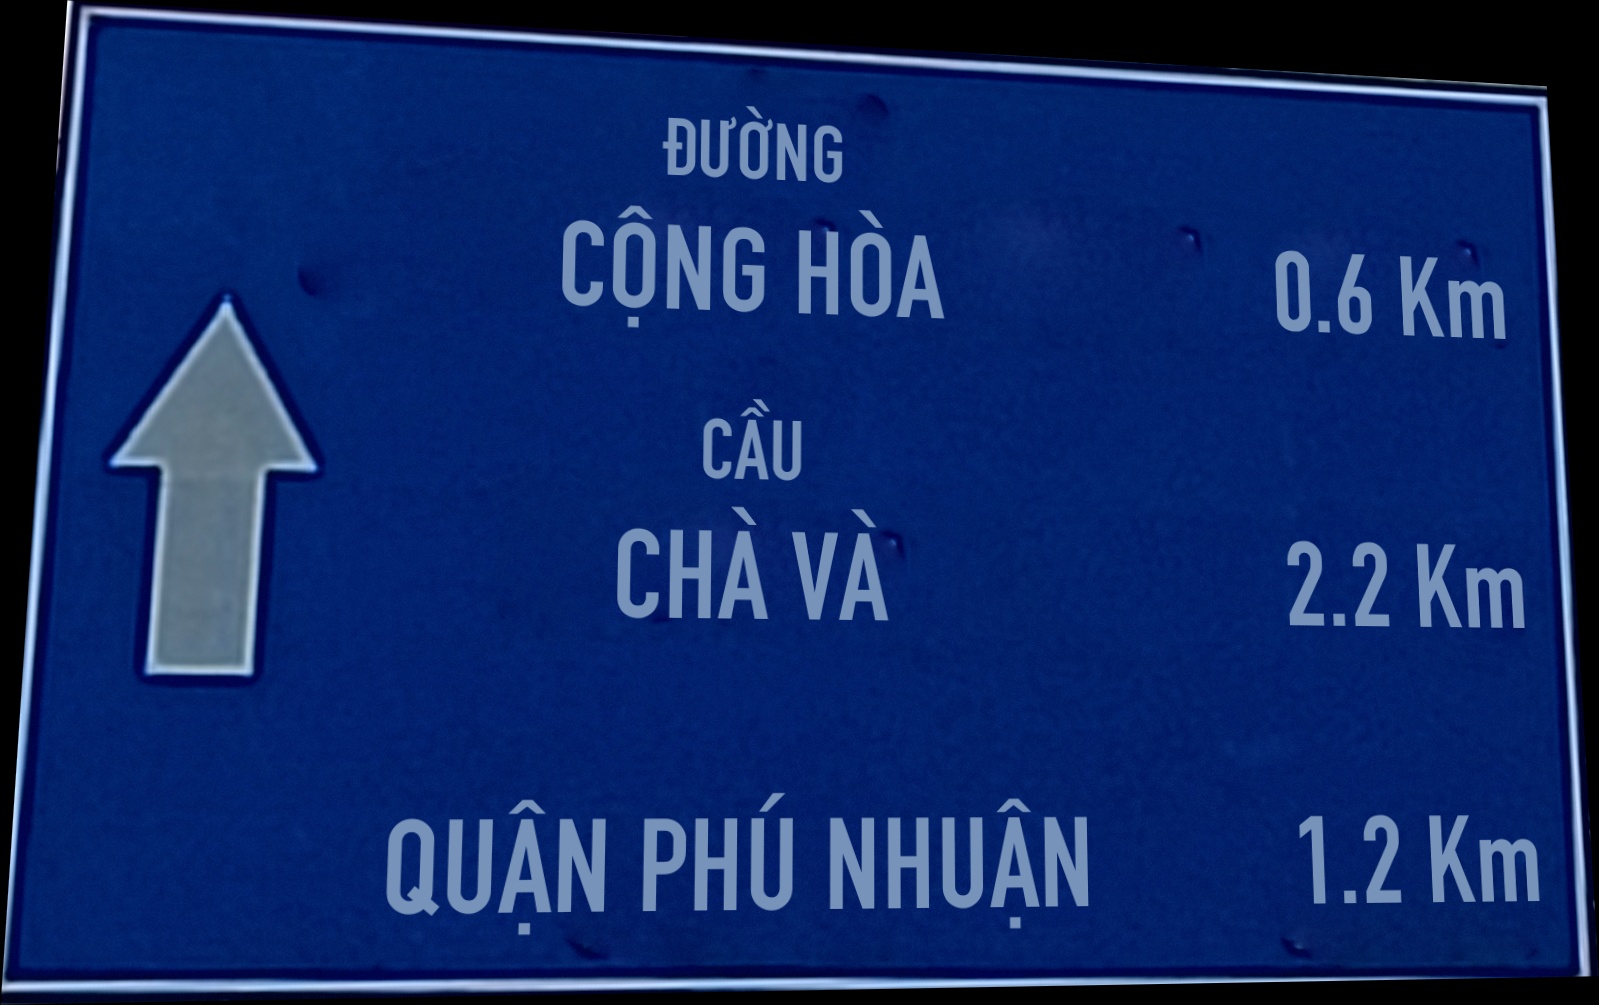 ĐƯỜNG
CỘNG HÒA 0.6 Km
CẦU
CHÀ VÀ 2.2 Km
QUẬN PHÚ NHUẬN 1.2 Km